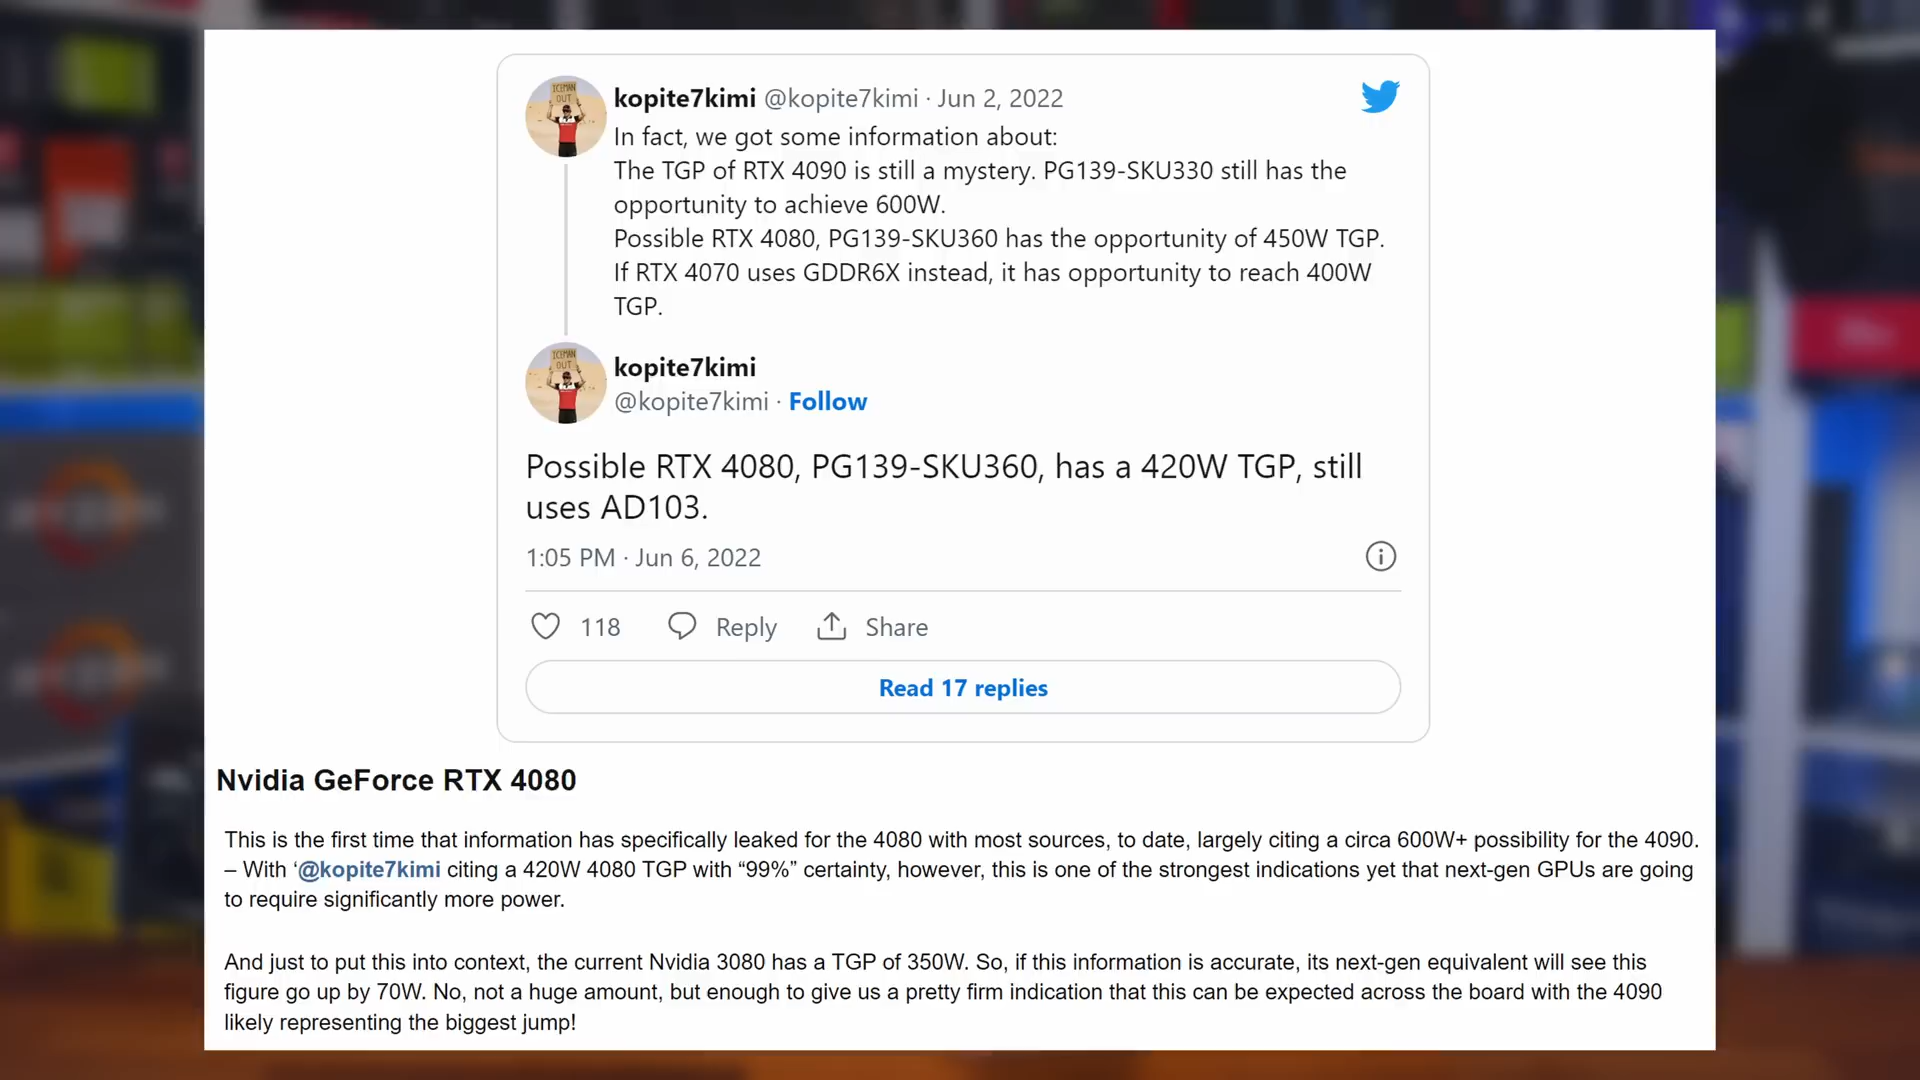 kopite7kimi @kopite7kimi · Jun 2, 2022
In fact, we got some information about:
The TGP of RTX 4090 is still a mystery. PG139-SKU330 still has the
opportunity to achieve 600W.
Possible RTX 4080, PG139-SKU360 has the opportunity of 450W TGP.
If RTX 4070 uses GDDR6X instead, it has opportunity to reach 400W
TGP.
ICEMAN
OUT
kopite7kimi
@kopite7kimi · Follow
ICEMAN
OUT
Possible RTX 4080, PG139-SKU360, has a 420W TGP, still
uses AD103.
1:05 PM · Jun 6, 2022
118 Reply Share
Read 17 replies
Nvidia GeForce RTX 4080
This is the first time that information has specifically leaked for the 4080 with most sources, to date, largely citing a circa 600W+ possibility for the 4090.
– With ‘@kopite7kimi citing a 420W 4080 TGP with “99%” certainty, however, this is one of the strongest indications yet that next-gen GPUs are going
to require significantly more power.
And just to put this into context, the current Nvidia 3080 has a TGP of 350W. So, if this information is accurate, its next-gen equivalent will see this
figure go up by 70W. No, not a huge amount, but enough to give us a pretty firm indication that this can be expected across the board with the 4090
likely representing the biggest jump!